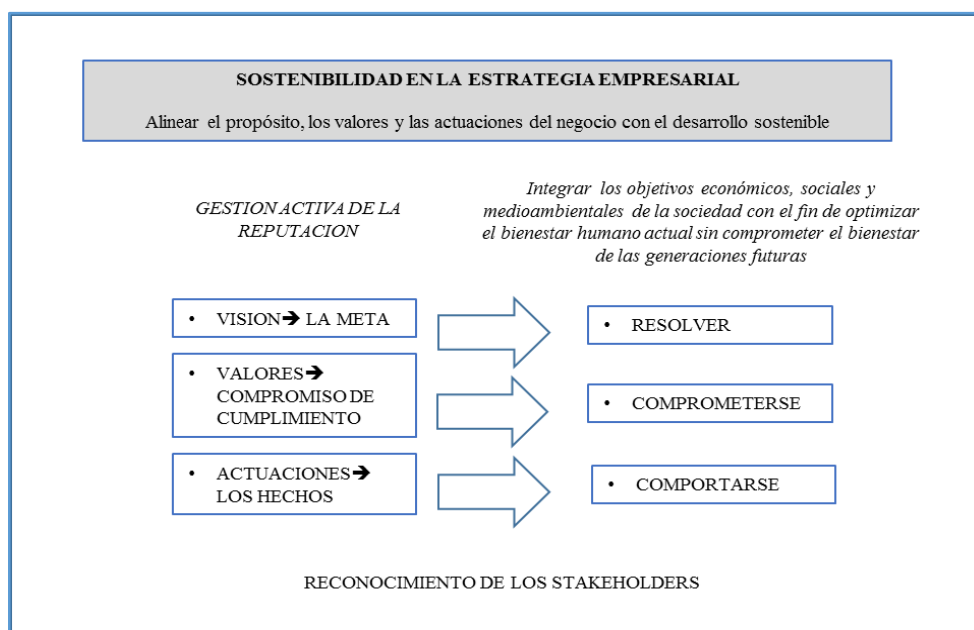 SOSTENIBILIDAD EN LA ESTRATEGIA EMPRESARIAL
Alinear el propósito, los valores y las actuaciones del negocio con el desarrollo sostenible
GESTION ACTIVA DE LA
REPUTACION
Integrar los objetivos económicos, sociales y
medioambientales de la sociedad con el fin de optimizar
el bienestar humano actual sin comprometer el bienestar
de las generaciones futuras
• VISION➔ LA META
• RESOLVER
• VALORES➔
COMPROMISO DE
CUMPLIMIENTO
• COMPROMETERSE
• ACTUACIONES➔
LOS HECHOS
• COMPORTARSE
RECONOCIMIENTO DE LOS STAKEHOLDERS